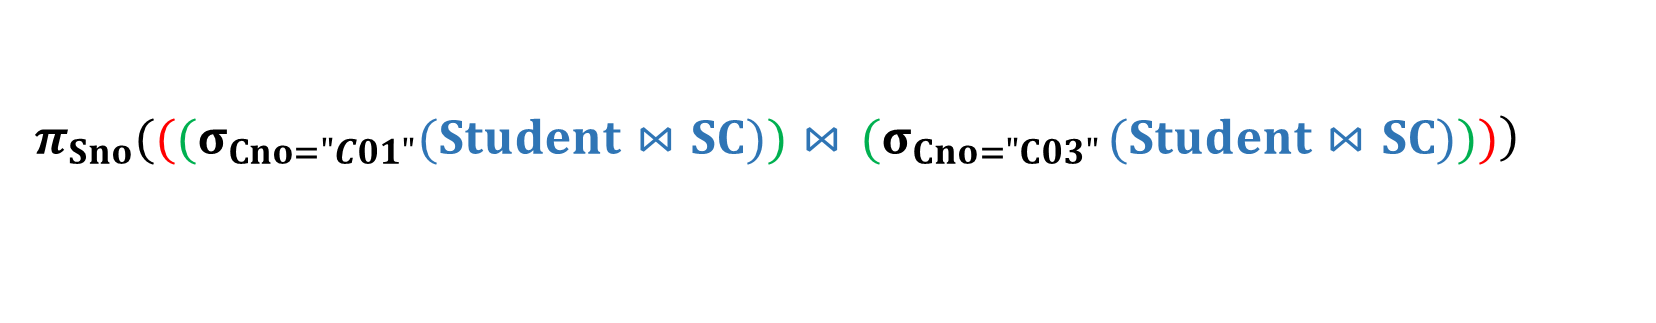 π_Sno(((σ_Cno="C01"(Student ⋈ SC)) ⋈ (σ_Cno="C03"(Student ⋈ SC))))